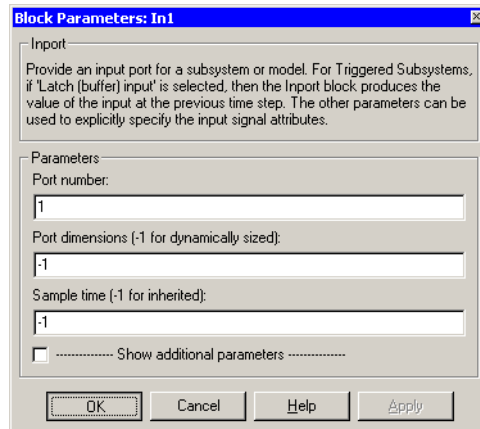 Block Parameters: In1
Inport
Provide an input port for a subsystem or model. For Triggered Subsystems,
if 'Latch (buffer) input' is selected, then the Inport block produces the
value of the input at the previous time step. The other parameters can be
used to explicitly specify the input signal attributes.
Parameters
Port number:
1
Port dimensions (-1 for dynamically sized):
-1
Sample time (-1 for inherited):
-1
-------------- Show additional parameters --------------
OK Cancel Help Apply